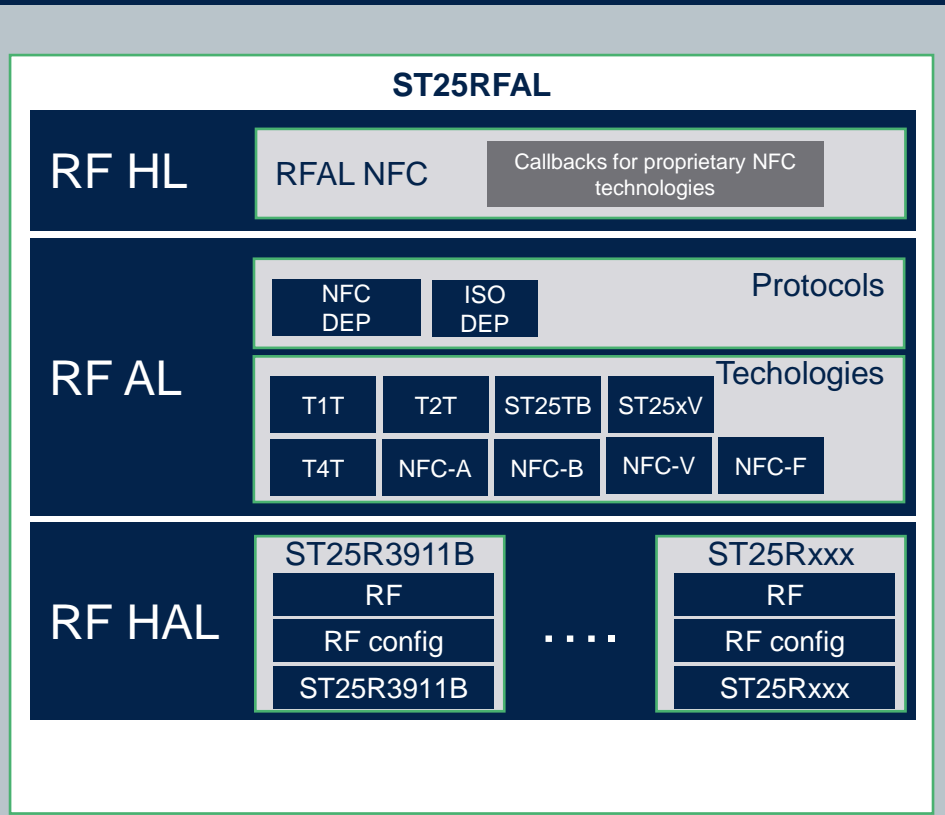 ST25RFAL
RF HL
RFAL NFC
Callbacks for proprietary NFC
technologies
RF AL
Protocols
NFC
DEP
ISO
DEP
Techologies
T1T
T2T
ST25TB
ST25xV
T4T
NFC-A
NFC-B
NFC-V
NFC-F
RF HAL
ST25R3911B
RF
RF config
ST25R3911B
....
ST25Rxxx
RF
RF config
ST25Rxxx